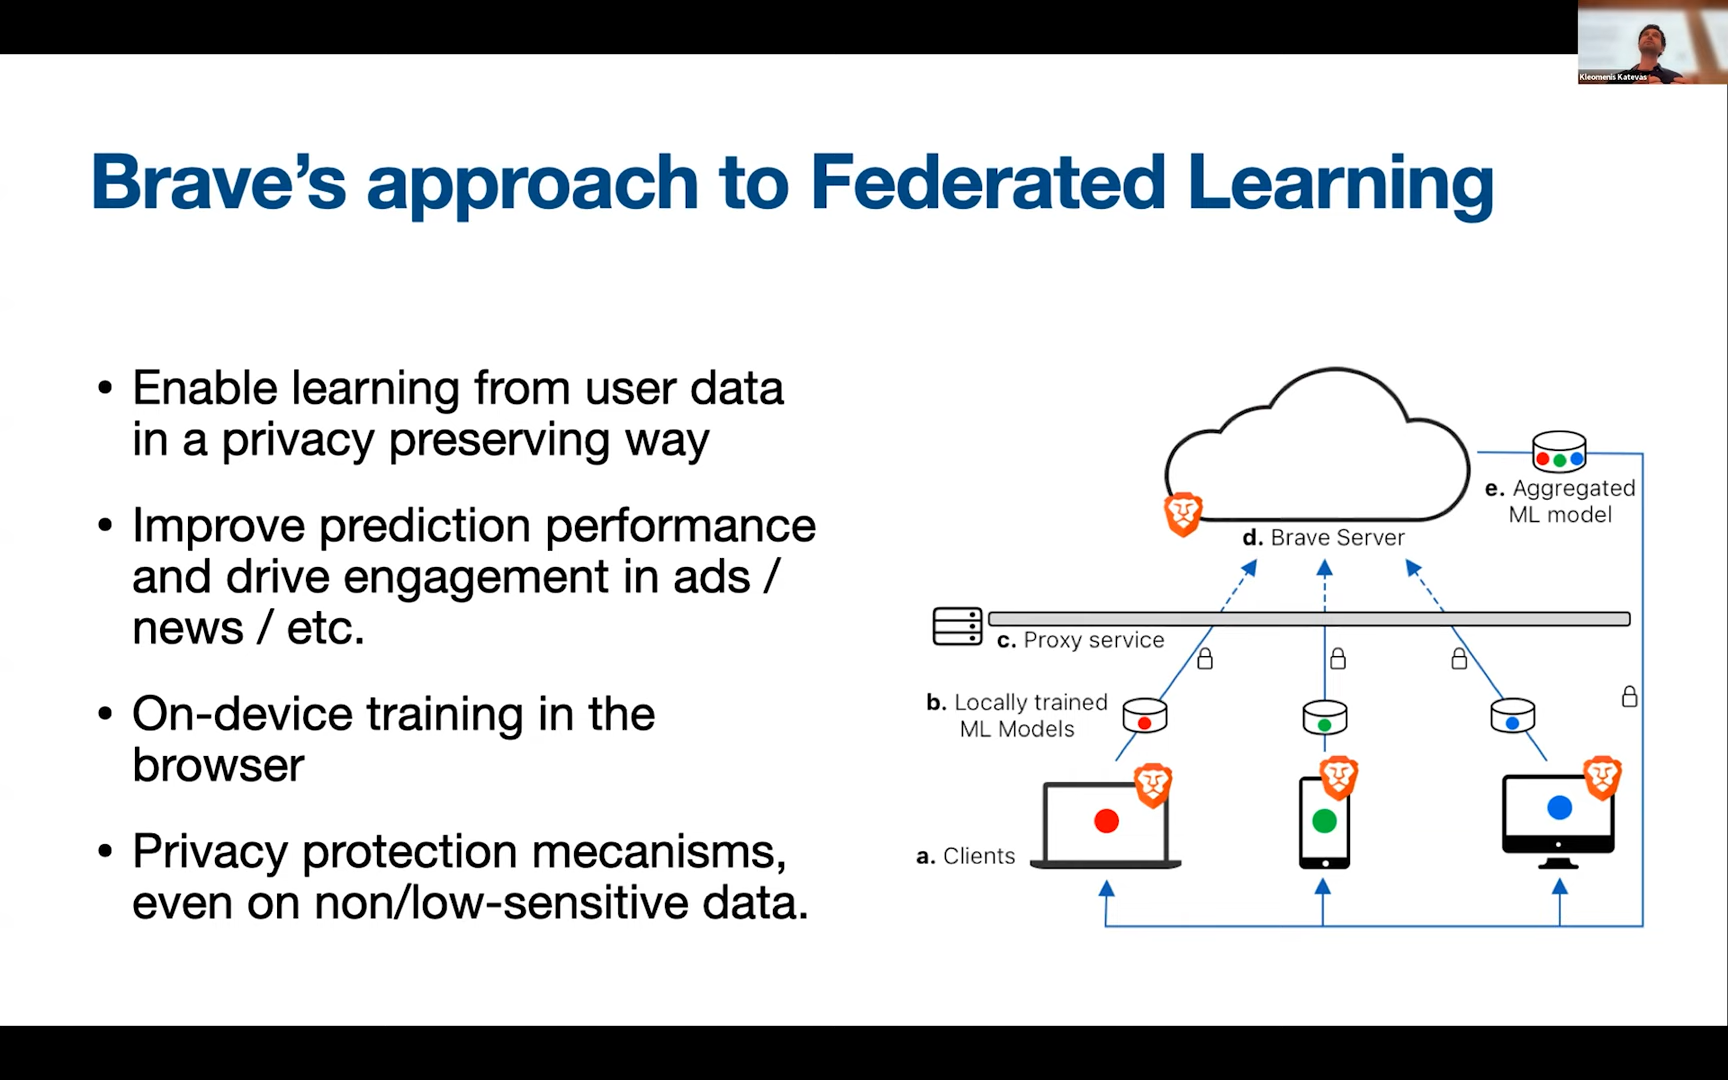 Kleomenis Katevas
Brave’s approach to Federated Learning
• Enable learning from user data
in a privacy preserving way
• Improve prediction performance
and drive engagement in ads /
news / etc.
• On-device training in the
browser
• Privacy protection mecanisms,
even on non/low-sensitive data.
e. Aggregated
ML model
d. Brave Server
c. Proxy service
b. Locally trained
ML Models
a. Clients